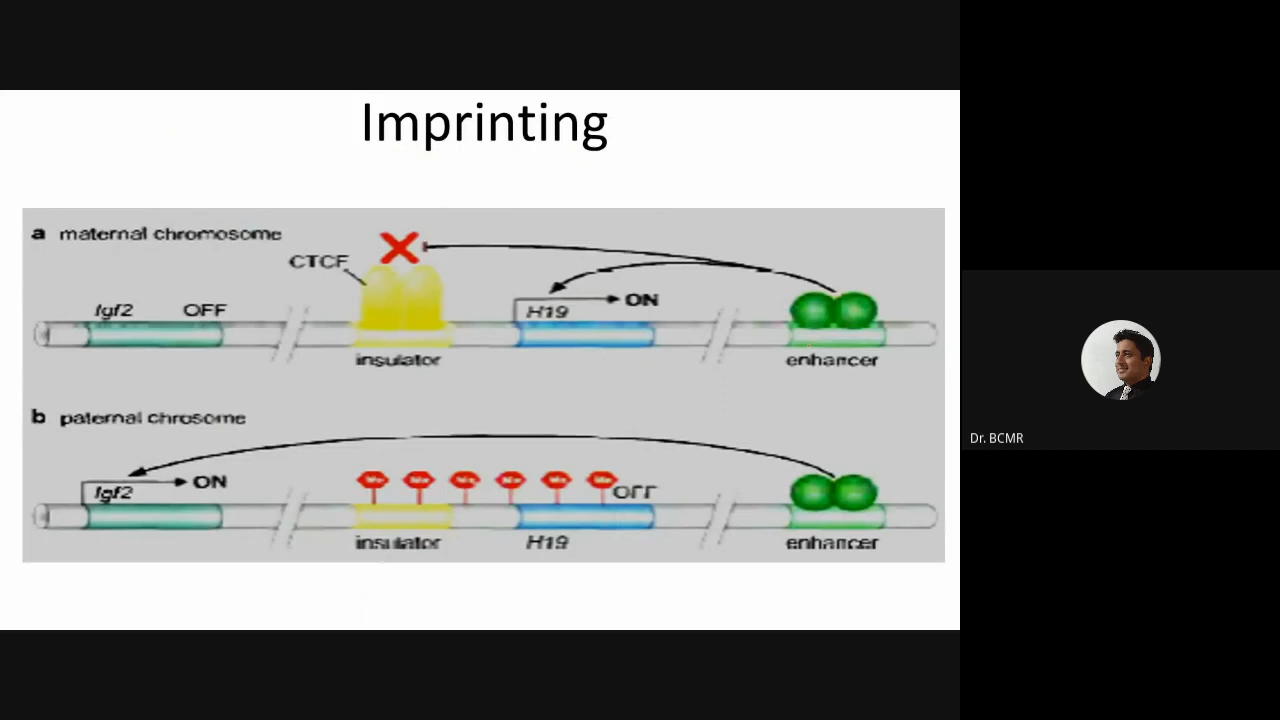 Imprinting
a maternal chromosome
CTCF
Igf2 OFF
H19 ON
insulator
enhancer
b paternal chrosome
Igf2 ON
OFF
insulator
H19
enhancer
Dr. BCMR